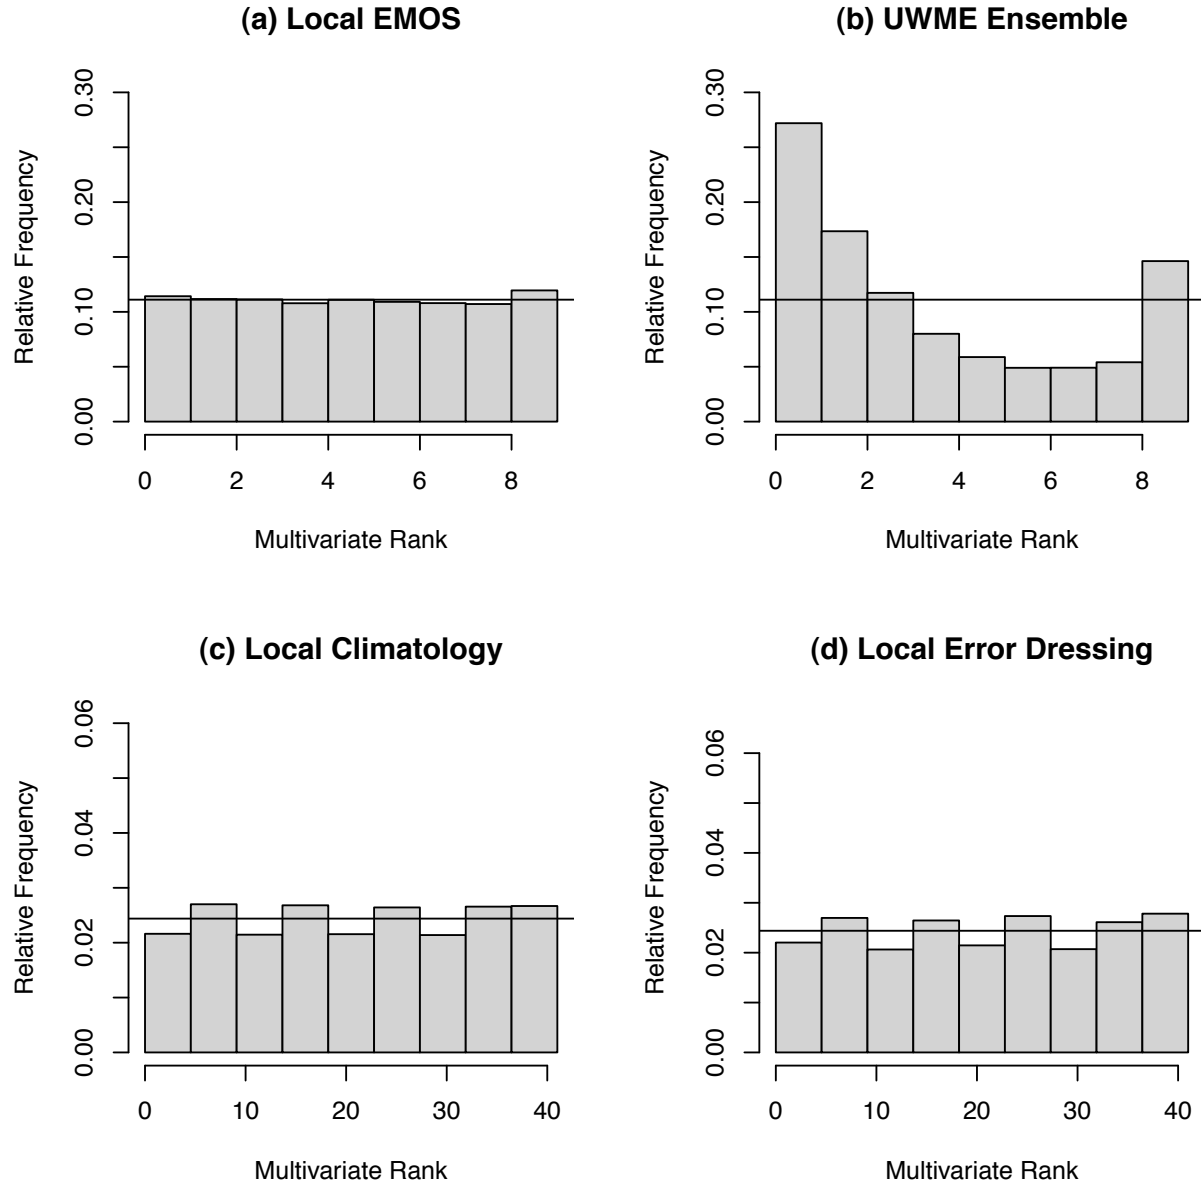 (a) Local EMOS
Relative Frequency
0.00 0.10 0.20 0.30
0 2 4 6 8
Multivariate Rank
(b) UWME Ensemble
Relative Frequency
0.00 0.10 0.20 0.30
0 2 4 6 8
Multivariate Rank
(c) Local Climatology
Relative Frequency
0.00 0.02 0.04 0.06
0 10 20 30 40
Multivariate Rank
(d) Local Error Dressing
Relative Frequency
0.00 0.02 0.04 0.06
0 10 20 30 40
Multivariate Rank